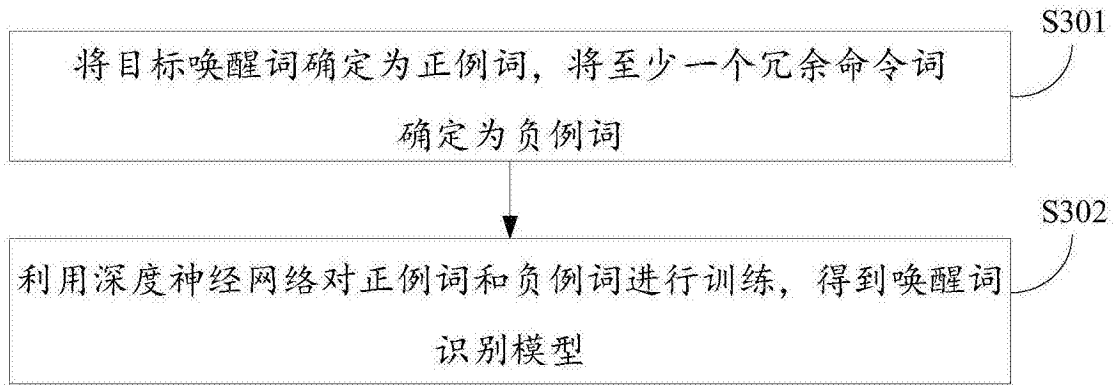 S301
将目标唤醒词确定为正例词，将至少一个冗余命令词
确定为负例词
S302
利用深度神经网络对正例词和负例词进行训练，得到唤醒词
识别模型